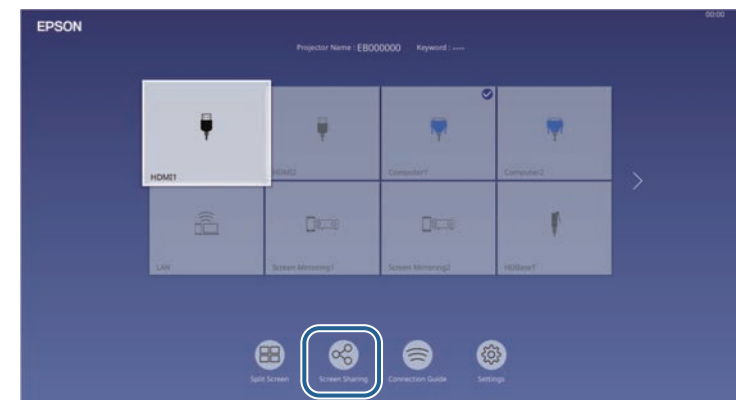 EPSON
00:00
Projector Name : EB000000 Keyword : ----
HDMI1
HDMI2
Computer1
Computer2
LAN
Screen Mirroring1
Screen Mirroring2
HDBaseT
Split Screen
Screen Sharing
Connection Guide
Settings